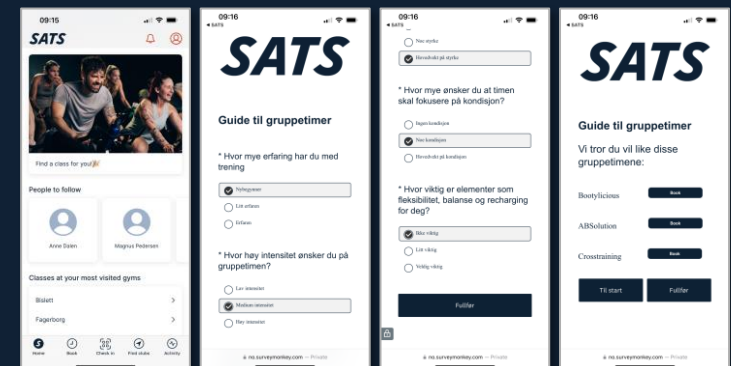 09:15
SATS
Find a class for you!🎉
People to follow
Anne Dalen
Magnus Pedersen
Classes at your most visited gyms
Bislett
Fagerborg
Home
Book
Check in
Find clubs
Activity
09:16
◂ SATS
SATS
Guide til gruppetimer
* Hvor mye erfaring har du med
trening
Nybegynner
Litt erfaren
Erfaren
* Hvor høy intensitet ønsker du på
gruppetimen?
Lav intensitet
Medium intensitet
Høy intensitet
no.surveymonkey.com — Private
09:16
◂ SATS
Noe styrke
Hovedvekt på styrke
* Hvor mye ønsker du at timen
skal fokusere på kondisjon?
Ingen kondisjon
Noe kondisjon
Hovedvekt på kondisjon
* Hvor viktig er elementer som
fleksibilitet, balanse og recharging
for deg?
Ikke viktig
Litt viktig
Veldig viktig
Fullfør
no.surveymonkey.com — Private
09:16
◂ SATS
SATS
Guide til gruppetimer
Vi tror du vil like disse
gruppetimene:
Bootylicious
Book
ABSolution
Book
Crosstraining
Book
Til start
Fullfør
no.surveymonkey.com — Private